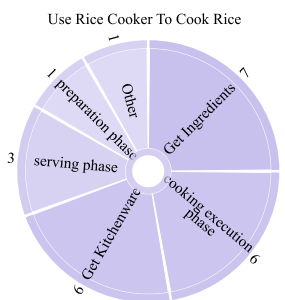 Use Rice Cooker To Cook Rice
1
7
Other
1
preparation phase
Get Ingredients
3
serving phase
cooking execution
phase
6
Get Kitchenware
6